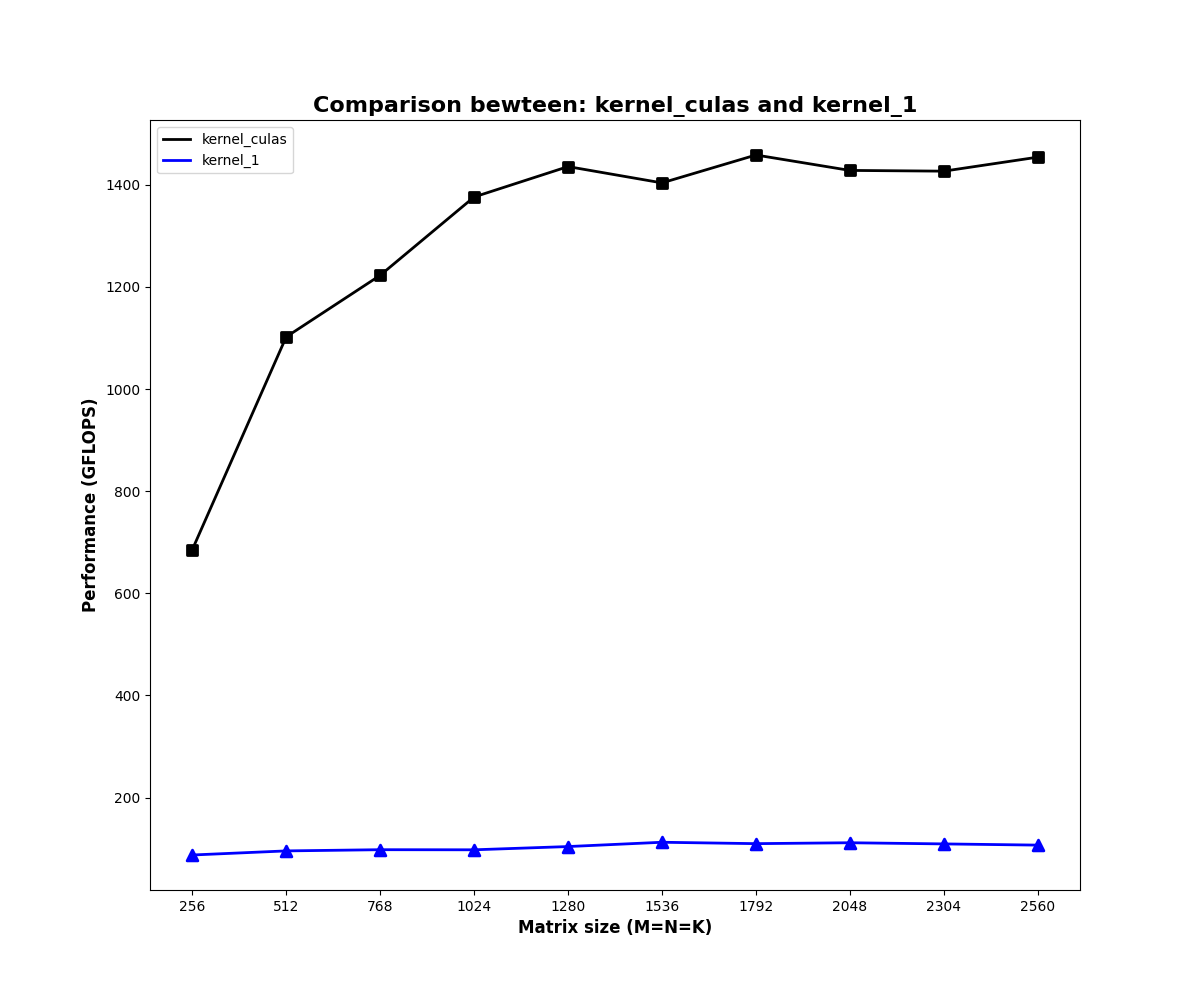 Comparison bewteen: kernel_culas and kernel_1
kernel_culas
kernel_1
Performance (GFLOPS)
1400
1200
1000
800
600
400
200
256 512 768 1024 1280 1536 1792 2048 2304 2560
Matrix size (M=N=K)